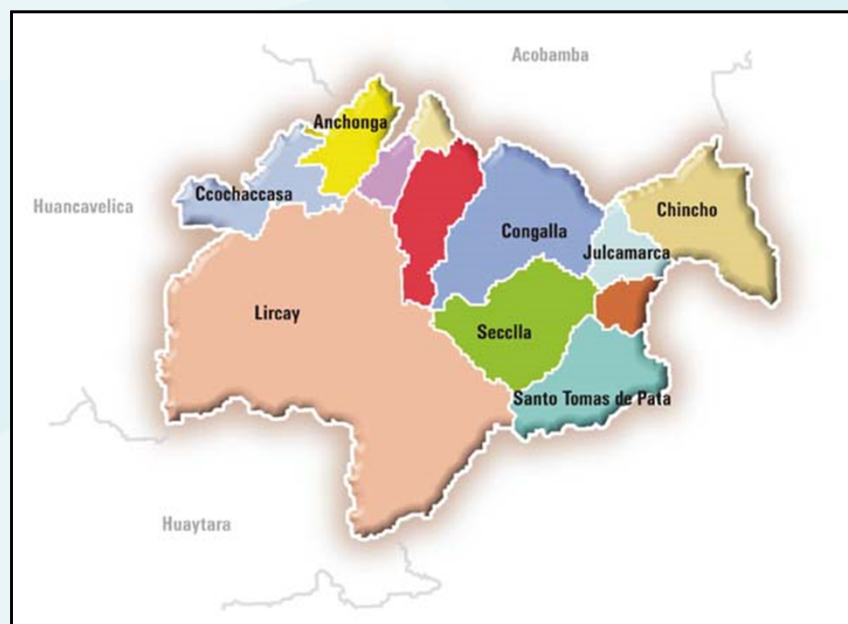 Acobamba
Anchonga
Ccochaccasa
Huancavelica
Chincho
Congalla
Julcamarca
Lircay
Secclla
Santo Tomas de Pata
Huaytara